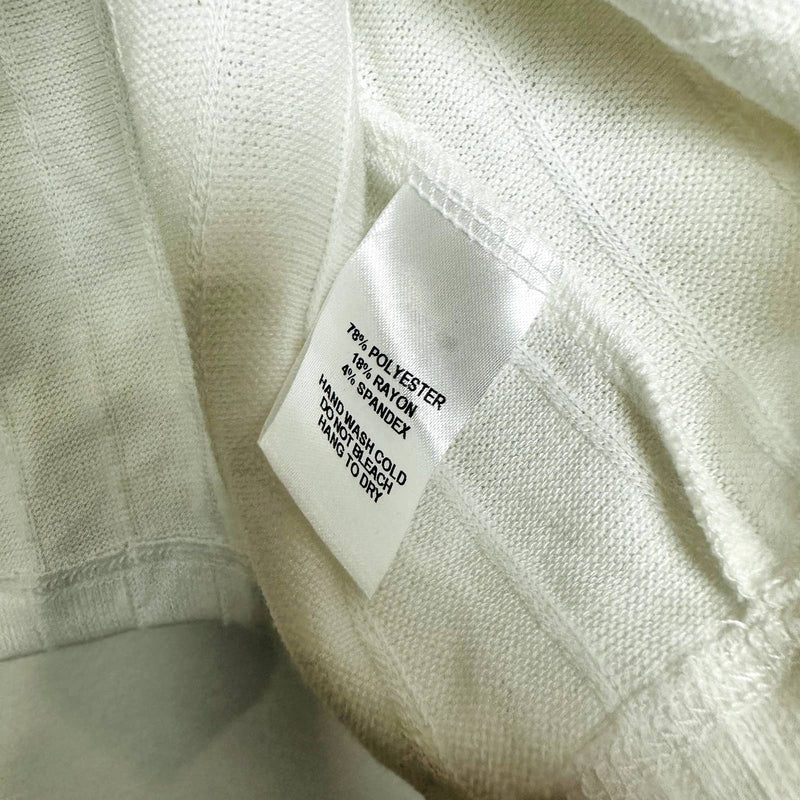 78% POLYESTER
18% RAYON
4% SPANDEX
HAND WASH COLD
DO NOT BLEACH
HANG TO DRY